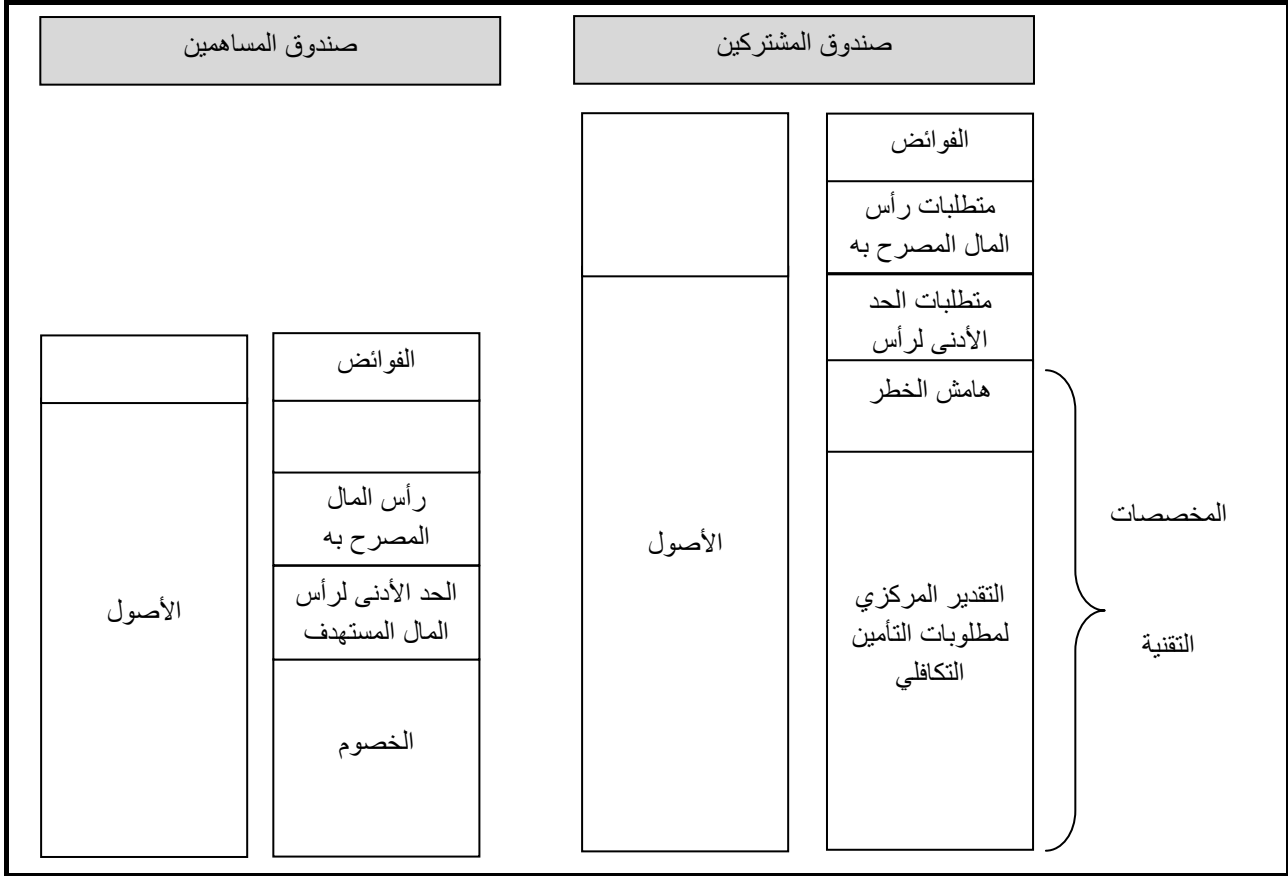 صندوق المشتركين
صندوق المساهمين
الفوائض
متطلبات رأس
المال المصرح به
متطلبات الحد
الأدنى لرأس
هامش الخطر
التقدير المركزي
لمطلوبات التأمين
التكافلي
الأصول
المخصصات
التقنية
الفوائض
رأس المال
المصرح به
الحد الأدنى لرأس
المال المستهدف
الخصوم
الأصول